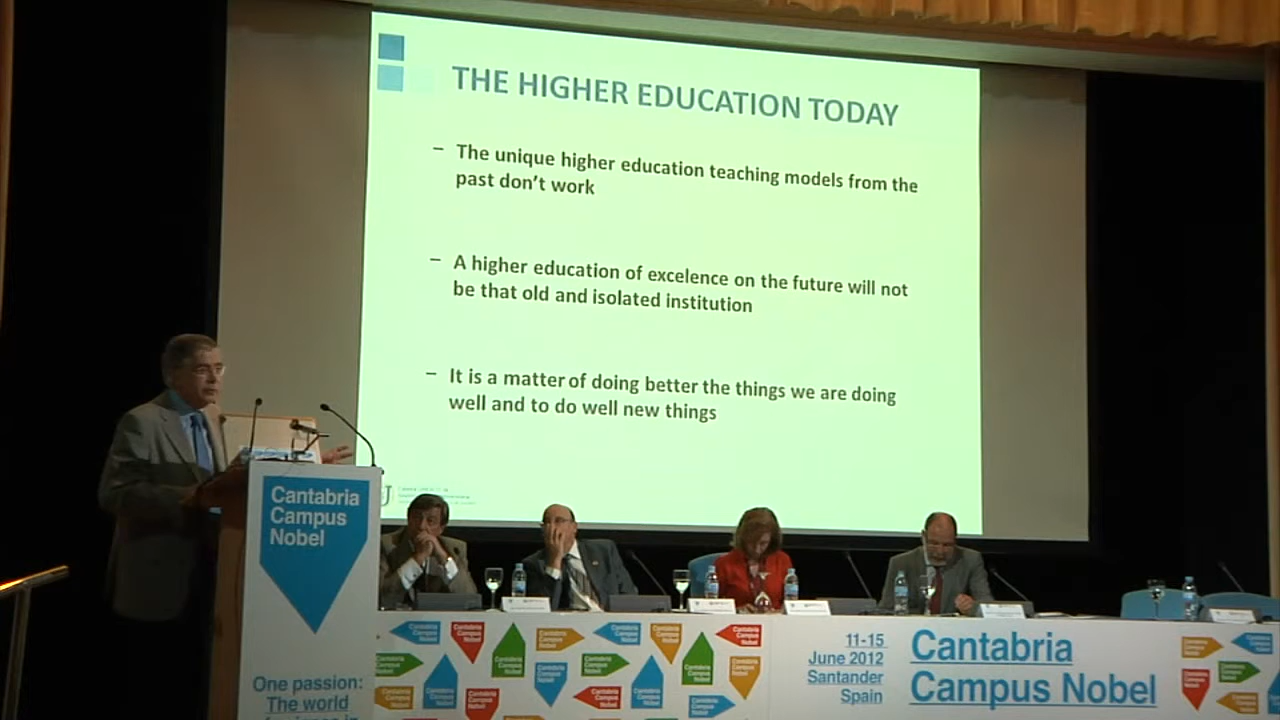 THE HIGHER EDUCATION TODAY
– The unique higher education teaching models from the
past don't work
– A higher education of excelence on the future will not
be that old and isolated institution
– It is a matter of doing better the things we are doing
well and to do well new things
Cantabria
Campus
Nobel
One passion:
The world
11-15
June 2012
Santander
Spain
Cantabria
Campus Nobel